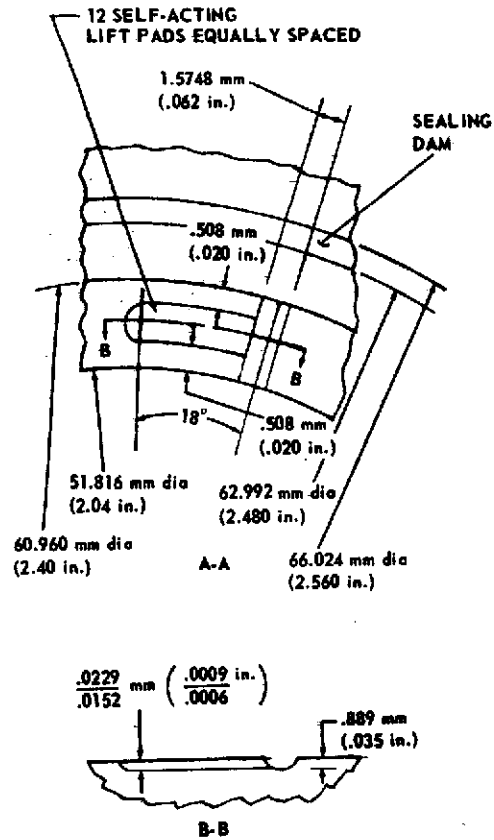 12 SELF-ACTING
LIFT PADS EQUALLY SPACED
1.5748 mm
(.062 in.)
SEALING
DAM
.508 mm
(.020 in.)
B
B
18°
.508 mm
(.020 in.)
51.816 mm dia
(2.04 in.)
62.992 mm dia
(2.480 in.)
60.960 mm dia
(2.40 in.)
A-A
66.024 mm dia
(2.560 in.)
.0229
.0152 mm ( .0009 in.
.0006 )
.889 mm
(.035 in.)
B-B